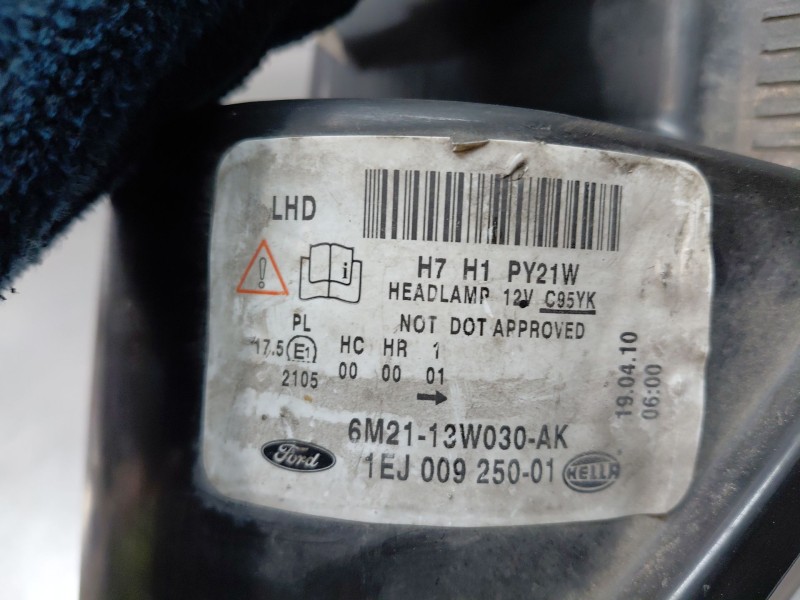 LHD
H7 H1 PY21W
HEADLAMP 12V C95YK
NOT DOT APPROVED
PL
17.5 E1 HC HR 1
2105 00 00 01
6M21-13W030-AK
Ford 1EJ 009 250-01 HELLA
19.04.10
06:00